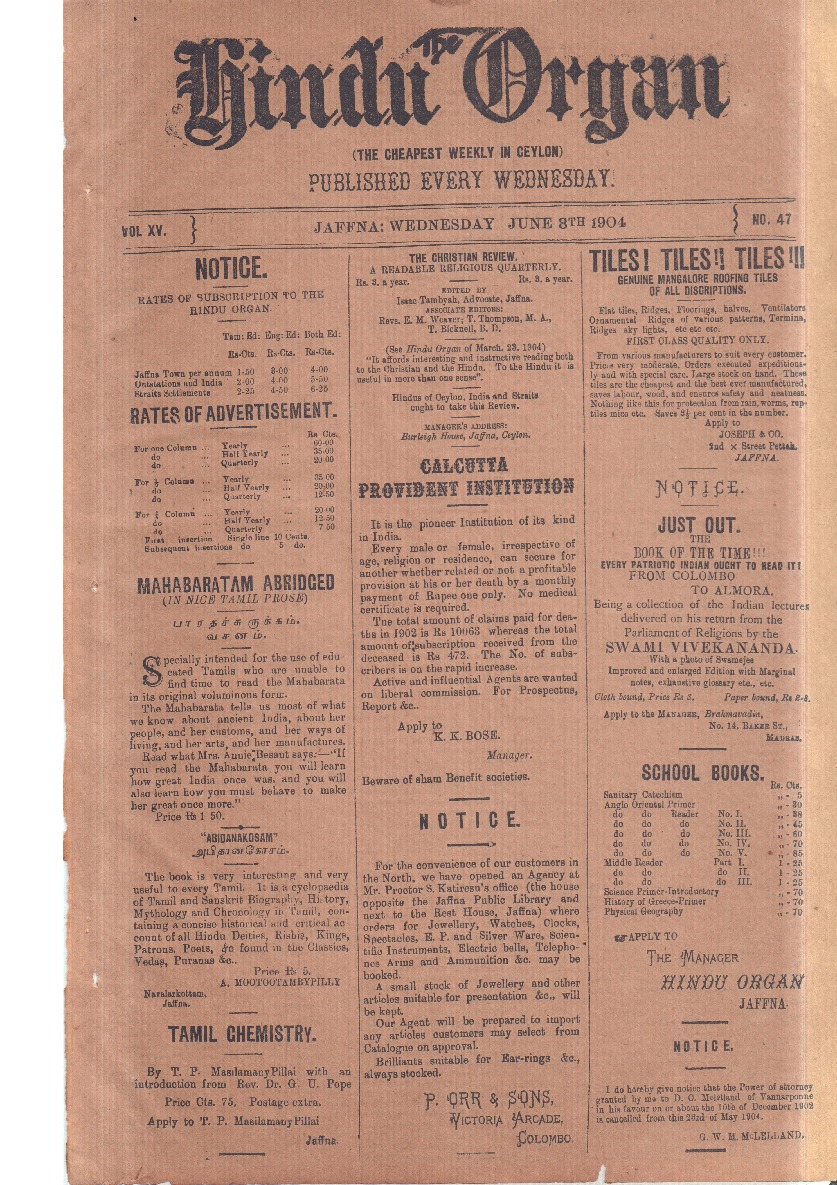 The
Hindu Organ
(THE CHEAPEST WEEKLY IN CEYLON)
PUBLISHED EVERY WEDNESDAY.
VOL XV. } JAFFNA: WEDNESDAY JUNE 8TH 1904 } NO. 47
NOTICE.
RATES OF SUBSCRIPTION TO THE
HINDU ORGAN.
Tam: Ed: Eng: Ed: Both Ed:
Rs-Cts. Rs-Cts. Rs-Cts.
Jaffna Town per annum 1-50 3-00 4-00
Outstations and India 2-00 4-00 5-50
Straits Settlements 2-25 4-50 6-25
RATES OF ADVERTISEMENT.
Rs Cts.
For one Column ... Yearly ... 60-00
do ... Half Yearly ... 35-00
do ... Quarterly ... 20-00
For ½ Column ... Yearly ... 35-00
do ... Half Yearly ... 20-00
do ... Quarterly ... 12-50
For ¼ Column ... Yearly ... 20-00
do ... Half Yearly ... 12-50
do ... Quarterly ... 7-50
First insertion Single line 10 Cents.
Subsequent insertions do 5 do.
MAHABARATAM ABRIDGED
(IN NICE TAMIL PROSE)
பாரதச்சுருக்கம்.
வசனம்.
Specially intended for the use of edu
cated Tamils who are unable to
find time to read the Mahabarata
in its original voluminous form.
The Mahabarata tells us most of what
we know about ancient India, about her
people, and her customs, and her ways of
living, and her arts, and her manufactures.
Read what Mrs. Annie Besant says:—"If
you read the Mahabarata you will learn
how great India once was, and you will
also learn how you must behave to make
her great once more."
Price Rs 1 50.
"ABIDANAKOSAM"
அபிதானகோசம்.
The book is very interesting and very
useful to every Tamil. It is a cyclopaedia
of Tamil and Sanskrit Biography, History,
Mythology and Chronology in Tamil, con-
taining a concise historical and critical ac-
count of all Hindu Deities, Rishis, Kings,
Patrons, Poets, &c found in the Classics,
Vedas, Puranas &c..
Price Rs 5.
A. MOOTOOTAMBYPILLY
Navalarkottam,
Jaffna.
TAMIL CHEMISTRY.
By T. P. MasilamanyPillai with an
introduction from Rev. Dr. G U. Pope
Price Cts. 75, Postage extra.
Apply to T. P. MasilamanyPillai
Jaffna.
THE CHRISTIAN REVIEW.
A READABLE RELIGIOUS QUARTERLY.
Rs. 3. a year. Rs. 3. a year.
EDITED BY
Isaac Tambyah, Advocate, Jaffna.
ASSOCIATE EDITORS:
Revs. E. M. Weaver; T. Thompson, M. A.,
T. Bicknell, B. D.
(See Hindu Organ of March. 23. 1904)
"It affords interesting and instructive reading both
to the Christian and the Hindu. To the Hindu it is
useful in more than one sense".
Hindus of Ceylon, India and Straits
ought to take this Review.
MANAGER'S ADDRESS:
Burleigh House, Jaffna, Ceylon.
CALCUTTA
PROVIDENT INSTITUTION
It is the pioneer Institution of its kind
in India.
Every male or female, irrespective of
age, religion or residence, can secure for
another whether related or not a profitable
provision at his or her death by a monthly
payment of Rupee one only. No medical
certificate is required.
The total amount of claims paid for dea-
ths in 1902 is Rs 10063 whereas the total
amount of subscription received from the
deceased is Rs 472. The No. of subs-
cribers is on the rapid increase.
Active and influential Agents are wanted
on liberal commission. For Prospectus,
Report &c..
Apply to
K. K. BOSE.
Manager.
Beware of sham Benefit societies.
NOTICE.
For the convenience of our customers in
the North, we have opened an Agency at
Mr. Proctor S. Katiresu's office (the house
opposite the Jaffna Public Library and
next to the Rest House, Jaffna) where
orders for Jewellery, Watches, Clocks,
Spectacles, E. P. and Silver Ware, Scien-
tific Instruments, Electric bells, Telepho-
nes Arms and Ammunition &c. may be
booked.
A small stock of Jewellery and other
articles suitable for presentation &c., will
be kept.
Our Agent will be prepared to import
any articles customers may select from
Catalogue on approval.
Brilliants suitable for Ear-rings &c.,
always stocked.
P. ORR & SONS,
VICTORIA ARCADE,
COLOMBO.
TILES! TILES!! TILES!!!
GENUINE MANGALORE ROOFING TILES
OF ALL DISCRIPTIONS.
Flat tiles, Ridges, Floorings, halves, Ventilators
Ornamental Ridges of various patterns, Termina,
Ridges sky lights, etc etc etc.
FIRST CLASS QUALITY ONLY.
From various manufacturers to suit every customer.
Prices very moderate. Orders executed expeditious-
ly and with special care. Large stock on hand. These
tiles are the cheapest and the best ever manufactured,
saves labour, wood, and ensures safety and neatness.
Nothing like this for protection from rain, worms, rep-
tiles mice etc. Saves 3½ per cent in the number.
Apply to
JOSEPH & CO.
2nd × Street Pettah.
JAFFNA.
NOTICE.
JUST OUT.
THE
BOOK OF THE TIME!!!
EVERY PATRIOTIC INDIAN OUGHT TO READ IT!
FROM COLOMBO
TO ALMORA,
Being a collection of the Indian lectures
delivered on his return from the
Parliament of Religions by the
SWAMI VIVEKANANDA.
With a photo of Swamejee
Improved and enlarged Edition with Marginal
notes, exhaustive glossary etc., etc.
Cloth bound, Price Rs 3. Paper bound, Rs 2-8.
Apply to the MANAGER, Brahmavadin,
No. 14, BAKER ST.,
MADRAS.
SCHOOL BOOKS.
Rs. Cts.
Sanitary Catechism ,, - 5
Anglo Oriental Primer ,, - 30
do do Reader No. I. ,, - 38
do do do No. II. ,, - 45
do do do No. III. ,, - 60
do do do No. IV. ,, - 70
do do do No. V. ,, - 85
Middle Reader Part I. 1 - 25
do do do II. 1 - 25
do do do III. 1 - 25
Science Primer-Introductory ,, - 70
History of Greece-Primer ,, - 70
Physical Geography ,, - 70
☞APPLY TO
THE MANAGER
HINDU ORGAN
JAFFNA.
NOTICE.
I do hereby give notice that the Power of attorney
granted by me to D. C. McLelland of Vannarponne
in his favour on or about the 10th of December 1902
is cancelled from this 23rd of May 1904.
G. W. M. McLELLAND.